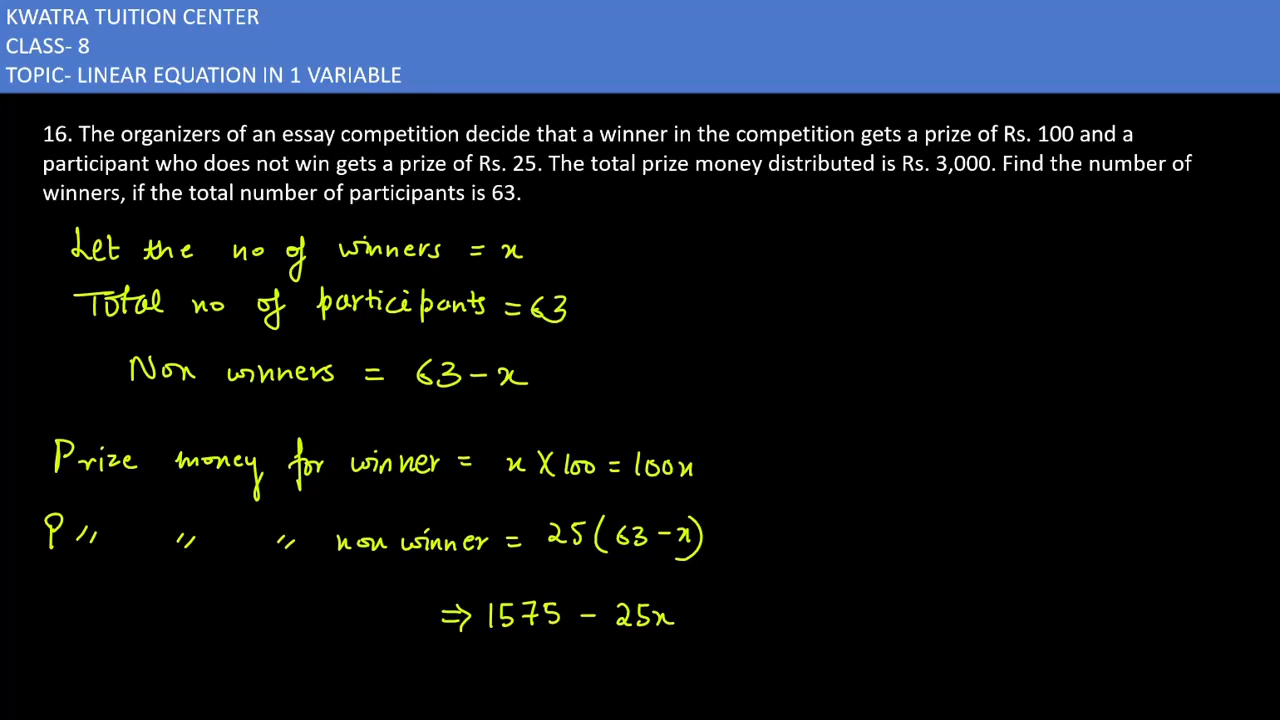 KWATRA TUITION CENTER
CLASS- 8
TOPIC- LINEAR EQUATION IN 1 VARIABLE
16. The organizers of an essay competition decide that a winner in the competition gets a prize of Rs. 100 and a
participant who does not win gets a prize of Rs. 25. The total prize money distributed is Rs. 3,000. Find the number of
winners, if the total number of participants is 63.
Let the no of winners = x
Total no of participants = 63
Non winners = 63 - x
Prize money for winner = x X 100 = 100x
P " " " non winner = 25 (63 - x)
⇒ 1575 - 25x